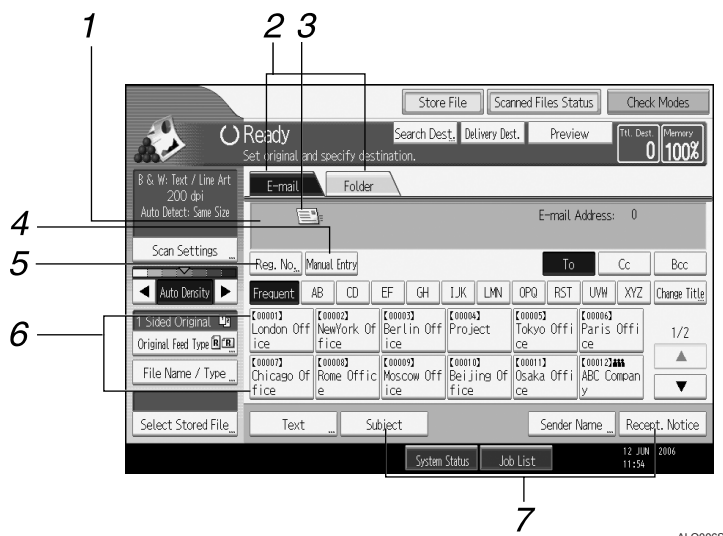 1 2 3
Store File Scanned Files Status Check Modes
Ready Search Dest. Delivery Dest. Preview Ttl. Dest. 0 Memory 100%
Set original and specify destination.
B & W: Text / Line Art
200 dpi
Auto Detect: Same Size
E-mail Folder
4 E-mail Address: 0
Scan Settings
5 Reg. No. Manual Entry To Cc Bcc
Auto Density Frequent AB CD EF GH IJK LMN OPQ RST UVW XYZ Change Title
6
1 Sided Original
Original Feed Type
File Name / Type
[00001] [00002] [00003] [00004] [00005] [00006]
London Off NewYork Of Berlin Off Project Tokyo Offi Paris Offi
ice ffice ice ce ce
1/2
[00007] [00008] [00009] [00010] [00011] [00012]
Chicago Of Rome Offic Moscow Off Beijing Of Osaka Offi ABC Compan
fice e ice fice ce y
Select Stored File Text Subject Sender Name Recept. Notice
System Status Job List 12 JUN 2006
11:54
7